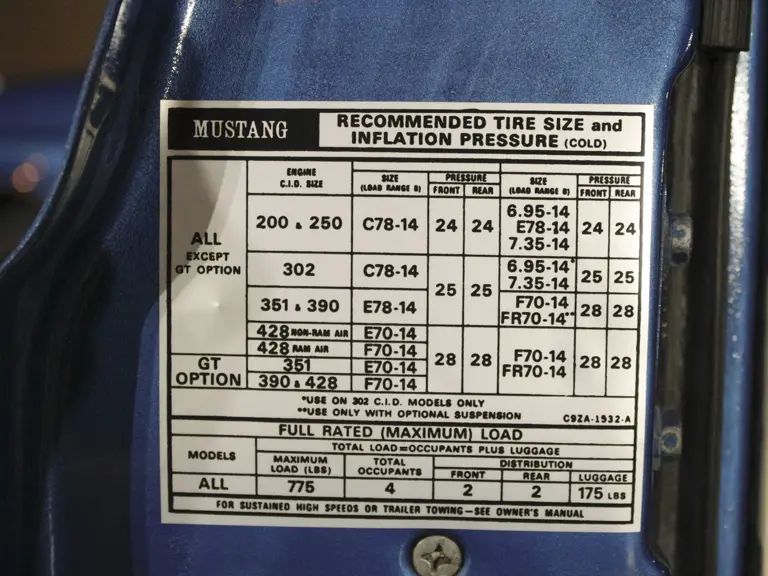 MUSTANG
RECOMMENDED TIRE SIZE and
INFLATION PRESSURE (COLD)
ENGINE
C.I.D. SIZE
SIZE
(LOAD RANGE B)
PRESSURE
FRONT REAR
SIZE
(LOAD RANGE B)
PRESSURE
FRONT REAR
ALL
EXCEPT
GT OPTION
200 & 250 C78-14 24 24
6.95-14
E78-14
7.35-14
24 24
302 C78-14
25 25
6.95-14*
7.35-14
25 25
351 & 390 E78-14
F70-14
FR70-14**
28 28
428 NON-RAM AIR E70-14
428 RAM AIR F70-14
28 28
F70-14
FR70-14
28 28
GT
OPTION
351 E70-14
390 & 428 F70-14
*USE ON 302 C.I.D. MODELS ONLY
**USE ONLY WITH OPTIONAL SUSPENSION C9ZA-1532-A
FULL RATED (MAXIMUM) LOAD
MODELS
TOTAL LOAD=OCCUPANTS PLUS LUGGAGE
MAXIMUM
LOAD (LBS)
TOTAL
OCCUPANTS
DISTRIBUTION
FRONT REAR LUGGAGE
ALL 775 4 2 2 175 LBS
FOR SUSTAINED HIGH SPEEDS OR TRAILER TOWING—SEE OWNER'S MANUAL